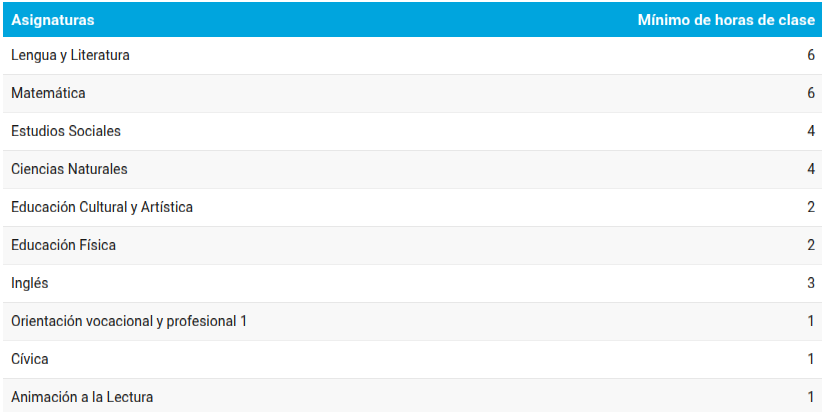 Asignaturas Mínimo de horas de clase
Lengua y Literatura 6
Matemática 6
Estudios Sociales 4
Ciencias Naturales 4
Educación Cultural y Artística 2
Educación Física 2
Inglés 3
Orientación vocacional y profesional 1 1
Cívica 1
Animación a la Lectura 1